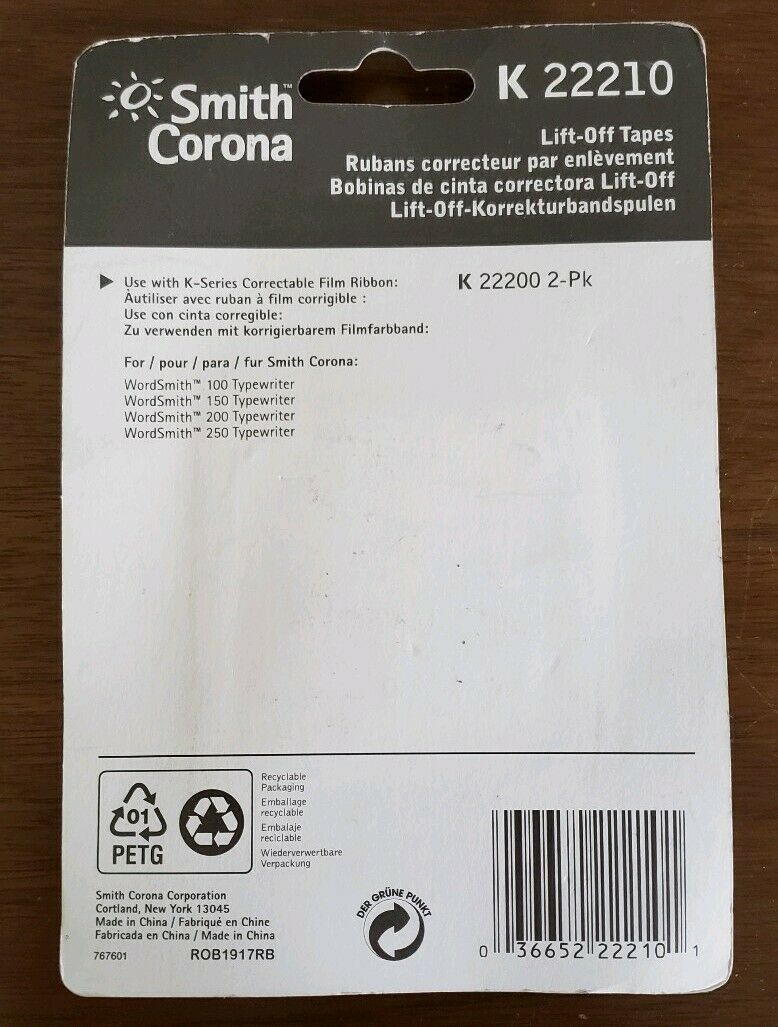 Smith™
Corona
K 22210
Lift-Off Tapes
Rubans correcteur par enlèvement
Bobinas de cinta correctora Lift-Off
Lift-Off-Korrekturbandspulen
Use with K-Series Correctable Film Ribbon:
K 22200 2-Pk
Àutiliser avec ruban à film corrigible :
Use con cinta corregible:
Zu verwenden mit korrigierbarem Filmfarbband:
For / pour / para / fur Smith Corona:
WordSmith™ 100 Typewriter
WordSmith™ 150 Typewriter
WordSmith™ 200 Typewriter
WordSmith™ 250 Typewriter
01
PETG
Recyclable
Packaging
Emballage
recyclable
Embalaje
reciclable
Wiederverwertbare
Verpackung
Smith Corona Corporation
Cortland, New York 13045
Made in China / Fabriqué en Chine
Fabricada en China / Made in China
767601
ROB1917RB
DER GRÜNE PUNKT
0 36652 22210 1